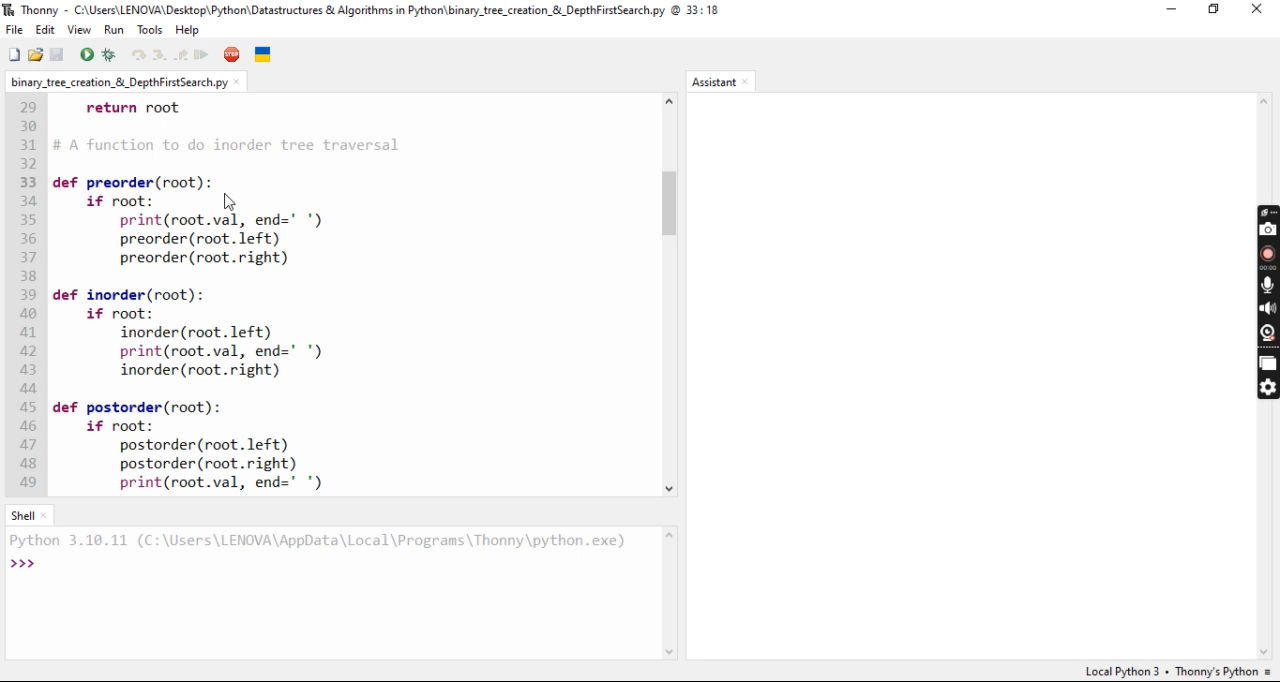 Thonny - C:\Users\LENOVA\Desktop\Python\Datastructures & Algorithms in Python\binary_tree_creation_&_DepthFirstSearch.py @ 33 : 18
File Edit View Run Tools Help
STOP
binary_tree_creation_&_DepthFirstSearch.py ×
Assistant ×
29 return root
30
31 # A function to do inorder tree traversal
32
33 def preorder(root):
34 if root:
35 print(root.val, end=' ')
36 preorder(root.left)
37 preorder(root.right)
38
39 def inorder(root):
40 if root:
41 inorder(root.left)
42 print(root.val, end=' ')
43 inorder(root.right)
44
45 def postorder(root):
46 if root:
47 postorder(root.left)
48 postorder(root.right)
49 print(root.val, end=' ')
00:00
Shell ×
Python 3.10.11 (C:\Users\LENOVA\AppData\Local\Programs\Thonny\python.exe)
>>>
Local Python 3 • Thonny's Python ≡